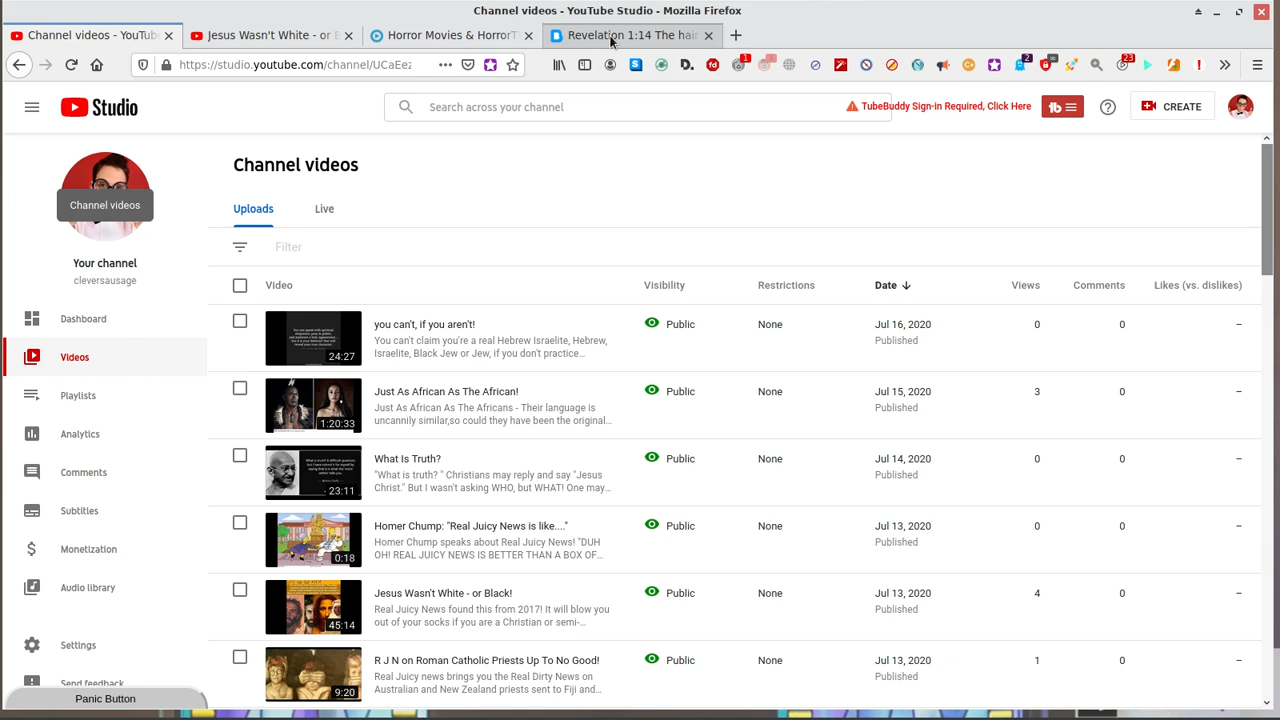 Channel videos - YouTube Studio - Mozilla Firefox
Channel videos - YouTub
Jesus Wasn't White - or B
Horror Movies & HorrorT
Revelation 1:14 The hair
https://studio.youtube.com/channel/UCaEez
1
2
23
Studio
Search across your channel
TubeBuddy Sign-in Required, Click Here
tb
CREATE
Channel videos
Your channel
cleversausage
Dashboard
Videos
Playlists
Analytics
Comments
Subtitles
Monetization
Audio library
Settings
Send feedback
Panic Button
Channel videos
Uploads
Live
Filter
Video Visibility Restrictions Date Views Comments Likes (vs. dislikes)
24:27
you can't, if you aren't!
You can't claim you are a Hebrew Israelite, Hebrew,
Israelite, Black Jew or Jew, if you don't practice...
Public None Jul 16, 2020 0 0 –
Published
1:20:33
Just As African As The African!
Just As African As The Africans - Their language is
uncannily similar,so could they have been the original...
Public None Jul 15, 2020 3 0 –
Published
23:11
What Is Truth?
"What Is truth? " Christians may reply and say "Jesus
Christ." But I wasn't asking WHO, but WHAT! One may...
Public None Jul 14, 2020 0 0 –
Published
0:18
Homer Chump: "Real Juicy News is like...."
Homer Chump speaks about Real Juicy News! "DUH
OH! REAL JUICY NEWS IS BETTER THAN A BOX OF...
Public None Jul 13, 2020 0 0 –
Published
45:14
Jesus Wasn't White
Real Juicy News found this from 2017! It will blow you
out of your socks if you are a Christian or semi-...
Public None Jul 13, 2020 4 0 –
Published
9:20
R J N on Roman Catholic Priests Up To No Good!
Real Juicy news brings you the Real Dirty News on
Australian and New Zealand priests sent to Fiji and...
Public None Jul 13, 2020 1 0 –
Published